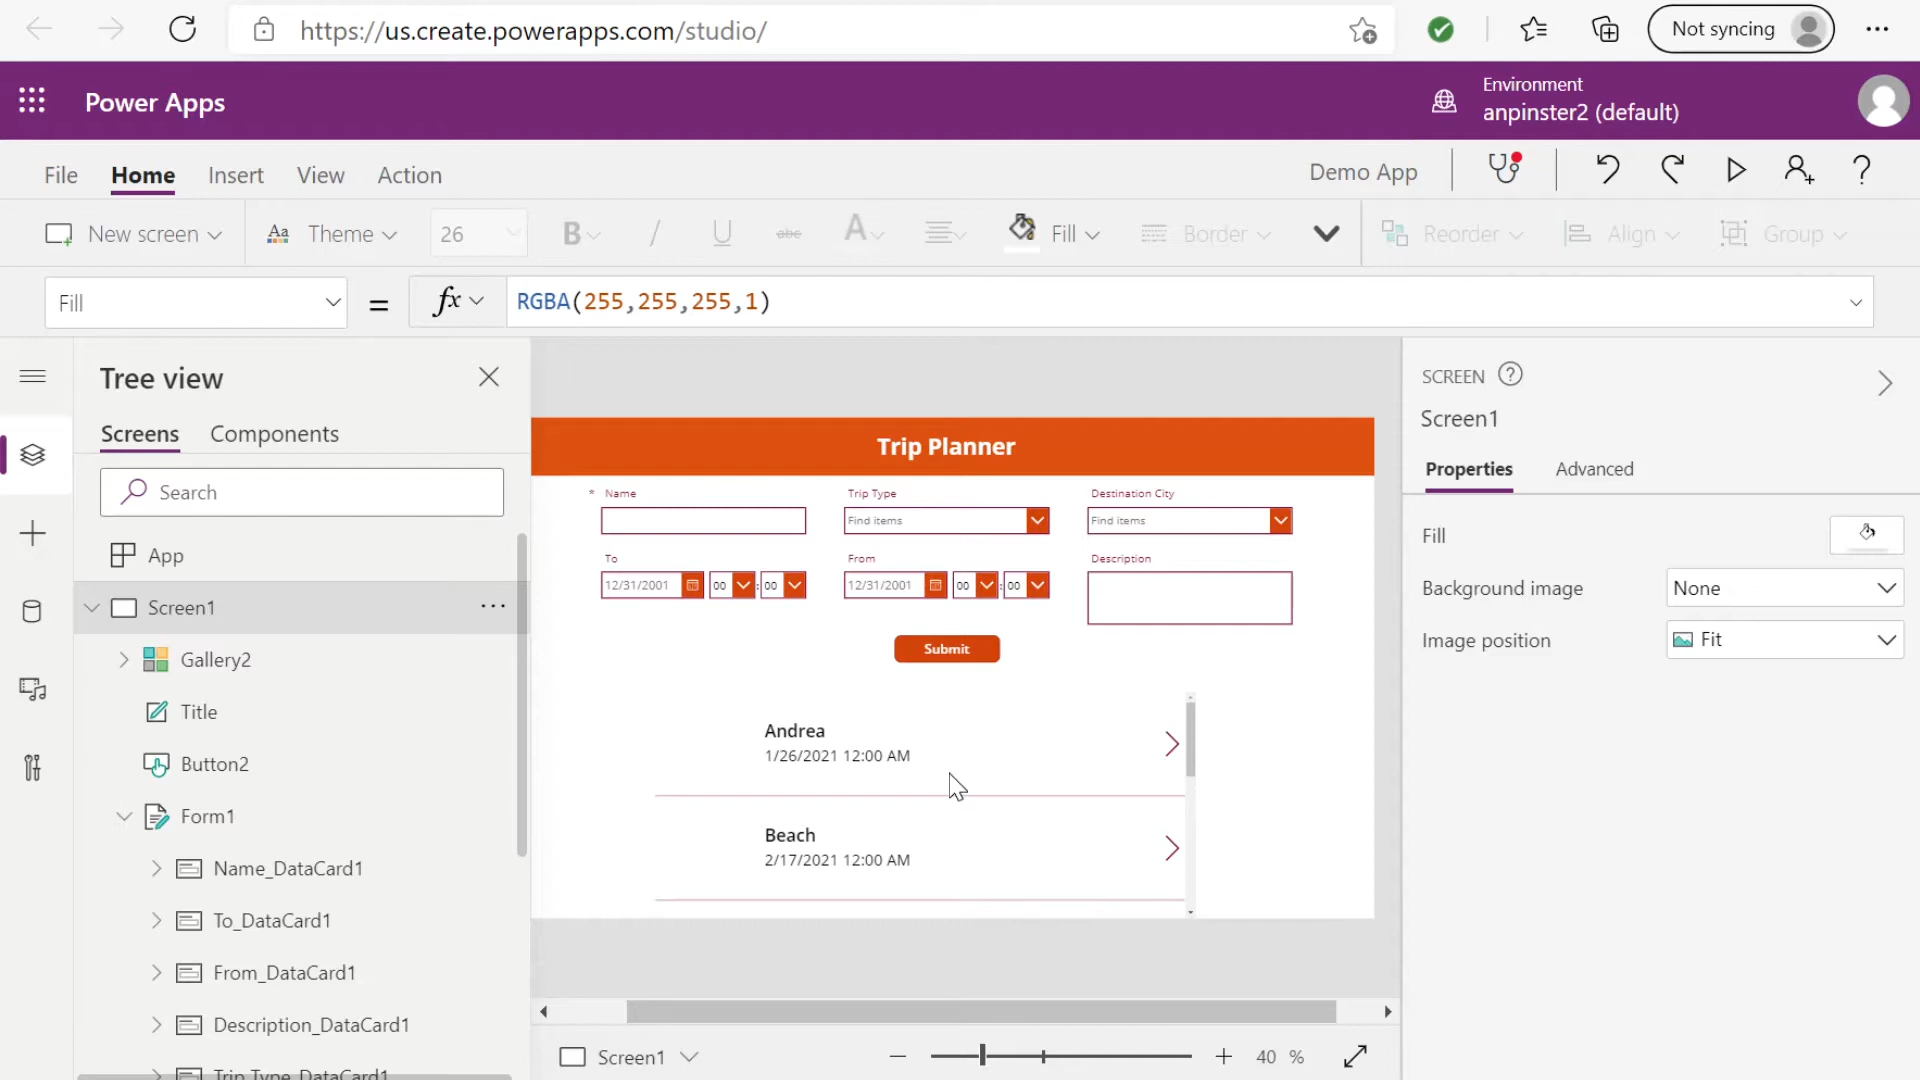 https://us.create.powerapps.com/studio/
Not syncing
Power Apps
Environment
anpinster2 (default)
File Home Insert View Action
Demo App
New screen
Aa Theme
26
B / U abc A
Fill
Border
Reorder
Align
Group
Fill = fx RGBA(255,255,255,1)
Tree view
Screens Components
Search
App
Screen1
Gallery2
Title
Button2
Form1
Name_DataCard1
To_DataCard1
From_DataCard1
Description_DataCard1
Trip Type_DataCard1
Trip Planner
* Name
Trip Type
Destination City
Find items
Find items
To
From
Description
12/31/2001 00 : 00
12/31/2001 00 : 00
Submit
Andrea
1/26/2021 12:00 AM
Beach
2/17/2021 12:00 AM
Screen1
40 %
SCREEN ?
Screen1
Properties Advanced
Fill
Background image None
Image position Fit